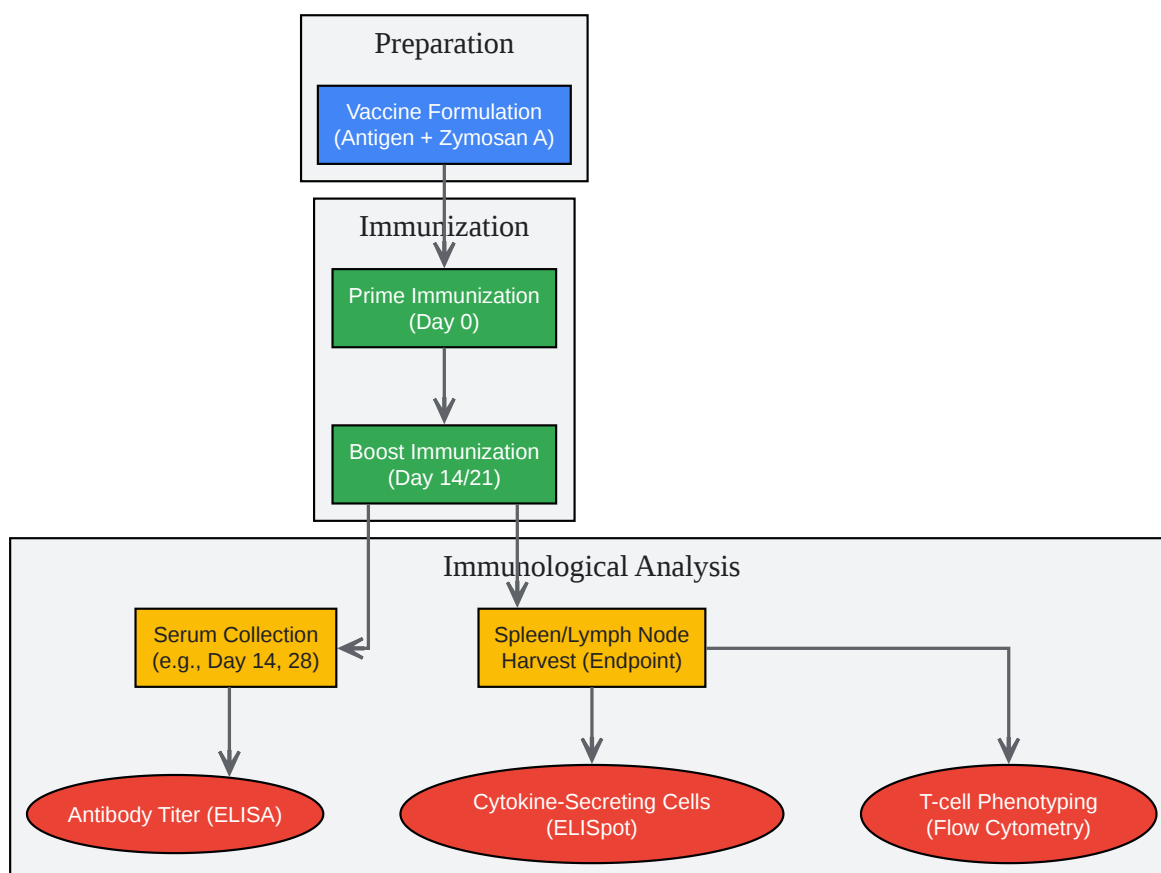 Preparation
Vaccine Formulation
(Antigen + Zymosan A)
Immunization
Prime Immunization
(Day 0)
Boost Immunization
(Day 14/21)
Immunological Analysis
Serum Collection
(e.g., Day 14, 28)
Spleen/Lymph Node
Harvest (Endpoint)
Antibody Titer (ELISA)
Cytokine-Secreting Cells
(ELISpot)
T-cell Phenotyping
(Flow Cytometry)